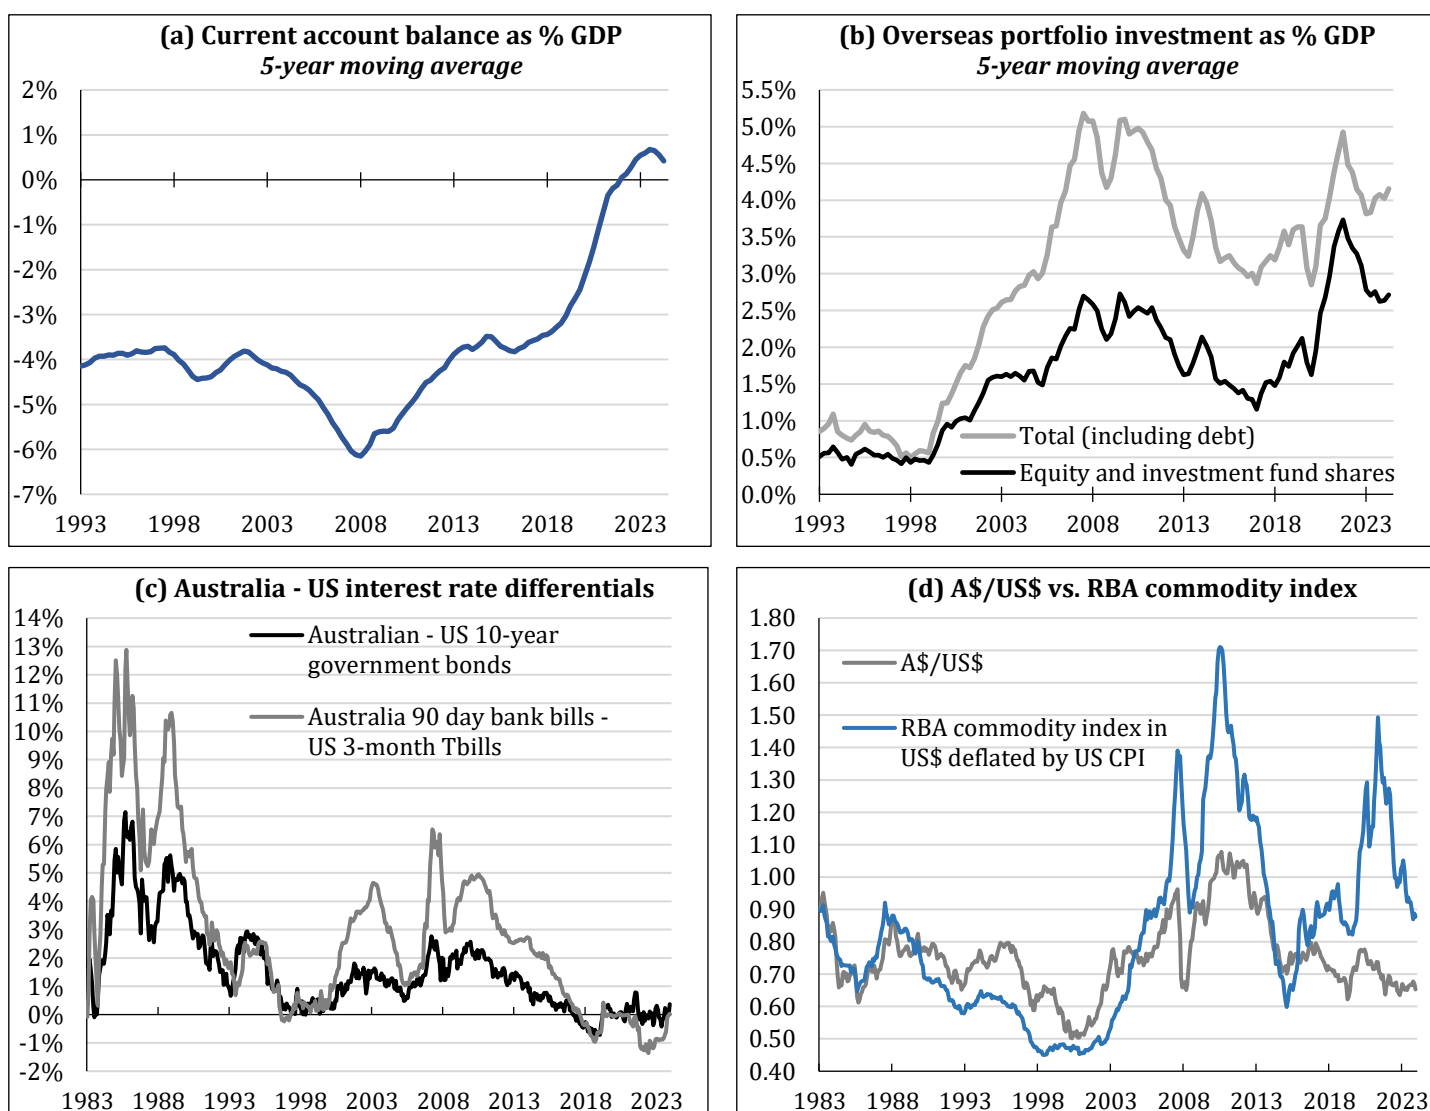 (a) Current account balance as % GDP
5-year moving average
2%
1%
0%
-1%
-2%
-3%
-4%
-5%
-6%
-7%
1993 1998 2003 2008 2013 2018 2023
(b) Overseas portfolio investment as % GDP
5-year moving average
5.5%
5.0%
4.5%
4.0%
3.5%
3.0%
2.5%
2.0%
1.5%
1.0%
0.5%
0.0%
Total (including debt)
Equity and investment fund shares
1993 1998 2003 2008 2013 2018 2023
(c) Australia - US interest rate differentials
14%
13%
12%
11%
10%
9%
8%
7%
6%
5%
4%
3%
2%
1%
0%
-1%
-2%
Australian - US 10-year
government bonds
Australia 90 day bank bills -
US 3-month Tbills
1983 1988 1993 1998 2003 2008 2013 2018 2023
(d) A$/US$ vs. RBA commodity index
1.80
1.70
1.60
1.50
1.40
1.30
1.20
1.10
1.00
0.90
0.80
0.70
0.60
0.50
0.40
A$/US$
RBA commodity index in
US$ deflated by US CPI
1983 1988 1993 1998 2003 2008 2013 2018 2023